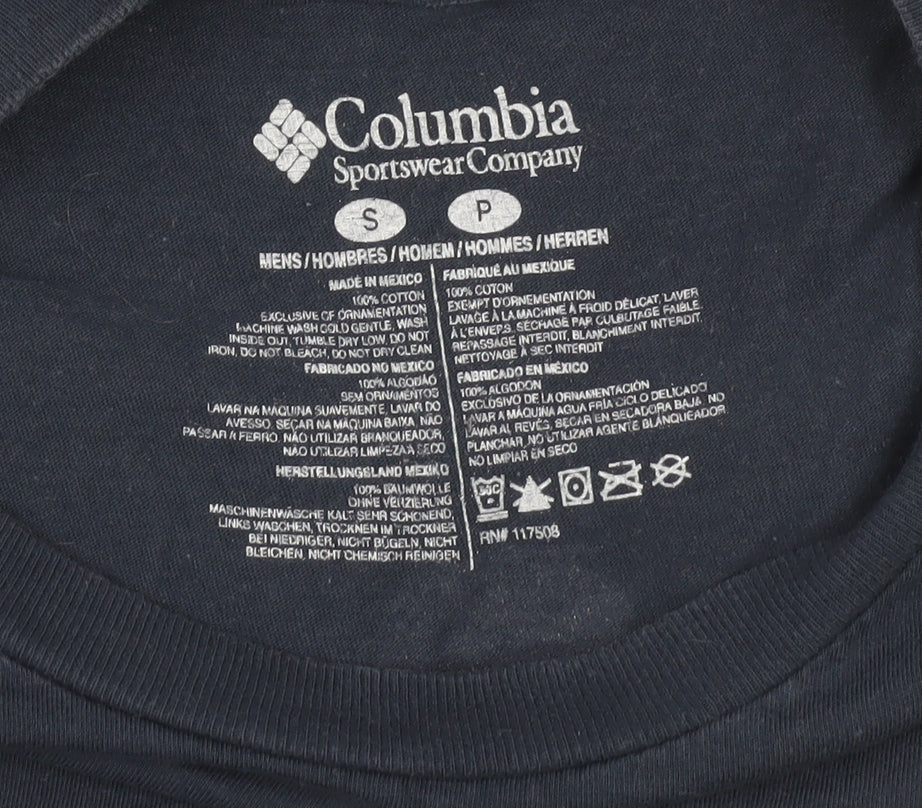 Columbia
Sportswear Company
S P
MENS / HOMBRES / HOMEM / HOMMES / HERREN
MADE IN MEXICO
100% COTTON
EXCLUSIVE OF ORNAMENTATION
MACHINE WASH COLD GENTLE, WASH
INSIDE OUT, TUMBLE DRY LOW, DO NOT
IRON, DO NOT BLEACH, DO NOT DRY CLEAN
FABRICADO NO MEXICO
100% ALGODÃO
SEM ORNAMENTOS
LAVAR NA MÁQUINA SUAVEMENTE, LAVAR DO
AVESSO, SECAR NA MÁQUINA BAIXA, NÃO
PASSAR A FERRO, NÃO UTILIZAR BRANQUEADOR,
NÃO UTILIZAR LIMPEZA A SECO
HERSTELLUNGSLAND MEXIKO
100% BAUMWOLLE
OHNE VERZIERUNG
MASCHINENWÄSCHE KALT SEHR SCHONEND,
LINKS WASCHEN, TROCKNEN IM TROCKNER
BEI NIEDRIGER, NICHT BÜGELN, NICHT
BLEICHEN, NICHT CHEMISCH REINIGEN
FABRIQUÉ AU MEXIQUE
100% COTON
EXEMPT D'ORNEMENTATION
LAVAGE À LA MACHINE À FROID DÉLICAT, LAVER
À L'ENVERS, SÉCHAGE PAR CULBUTAGE FAIBLE,
REPASSAGE INTERDIT, BLANCHIMENT INTERDIT,
NETTOYAGE À SEC INTERDIT
FABRICADO EN MÉXICO
100% ALGODON
EXCLUSIVO DE LA ORNAMENTACIÓN
LAVAR A MÁQUINA AGUA FRÍA CICLO DELICADO
LAVAR AL REVÉS, SECAR EN SECADORA BAJA, NO
PLANCHAR, NO UTILIZAR AGENTE BLANQUEADOR
NO LIMPIAR EN SECO
30C
RN# 117508